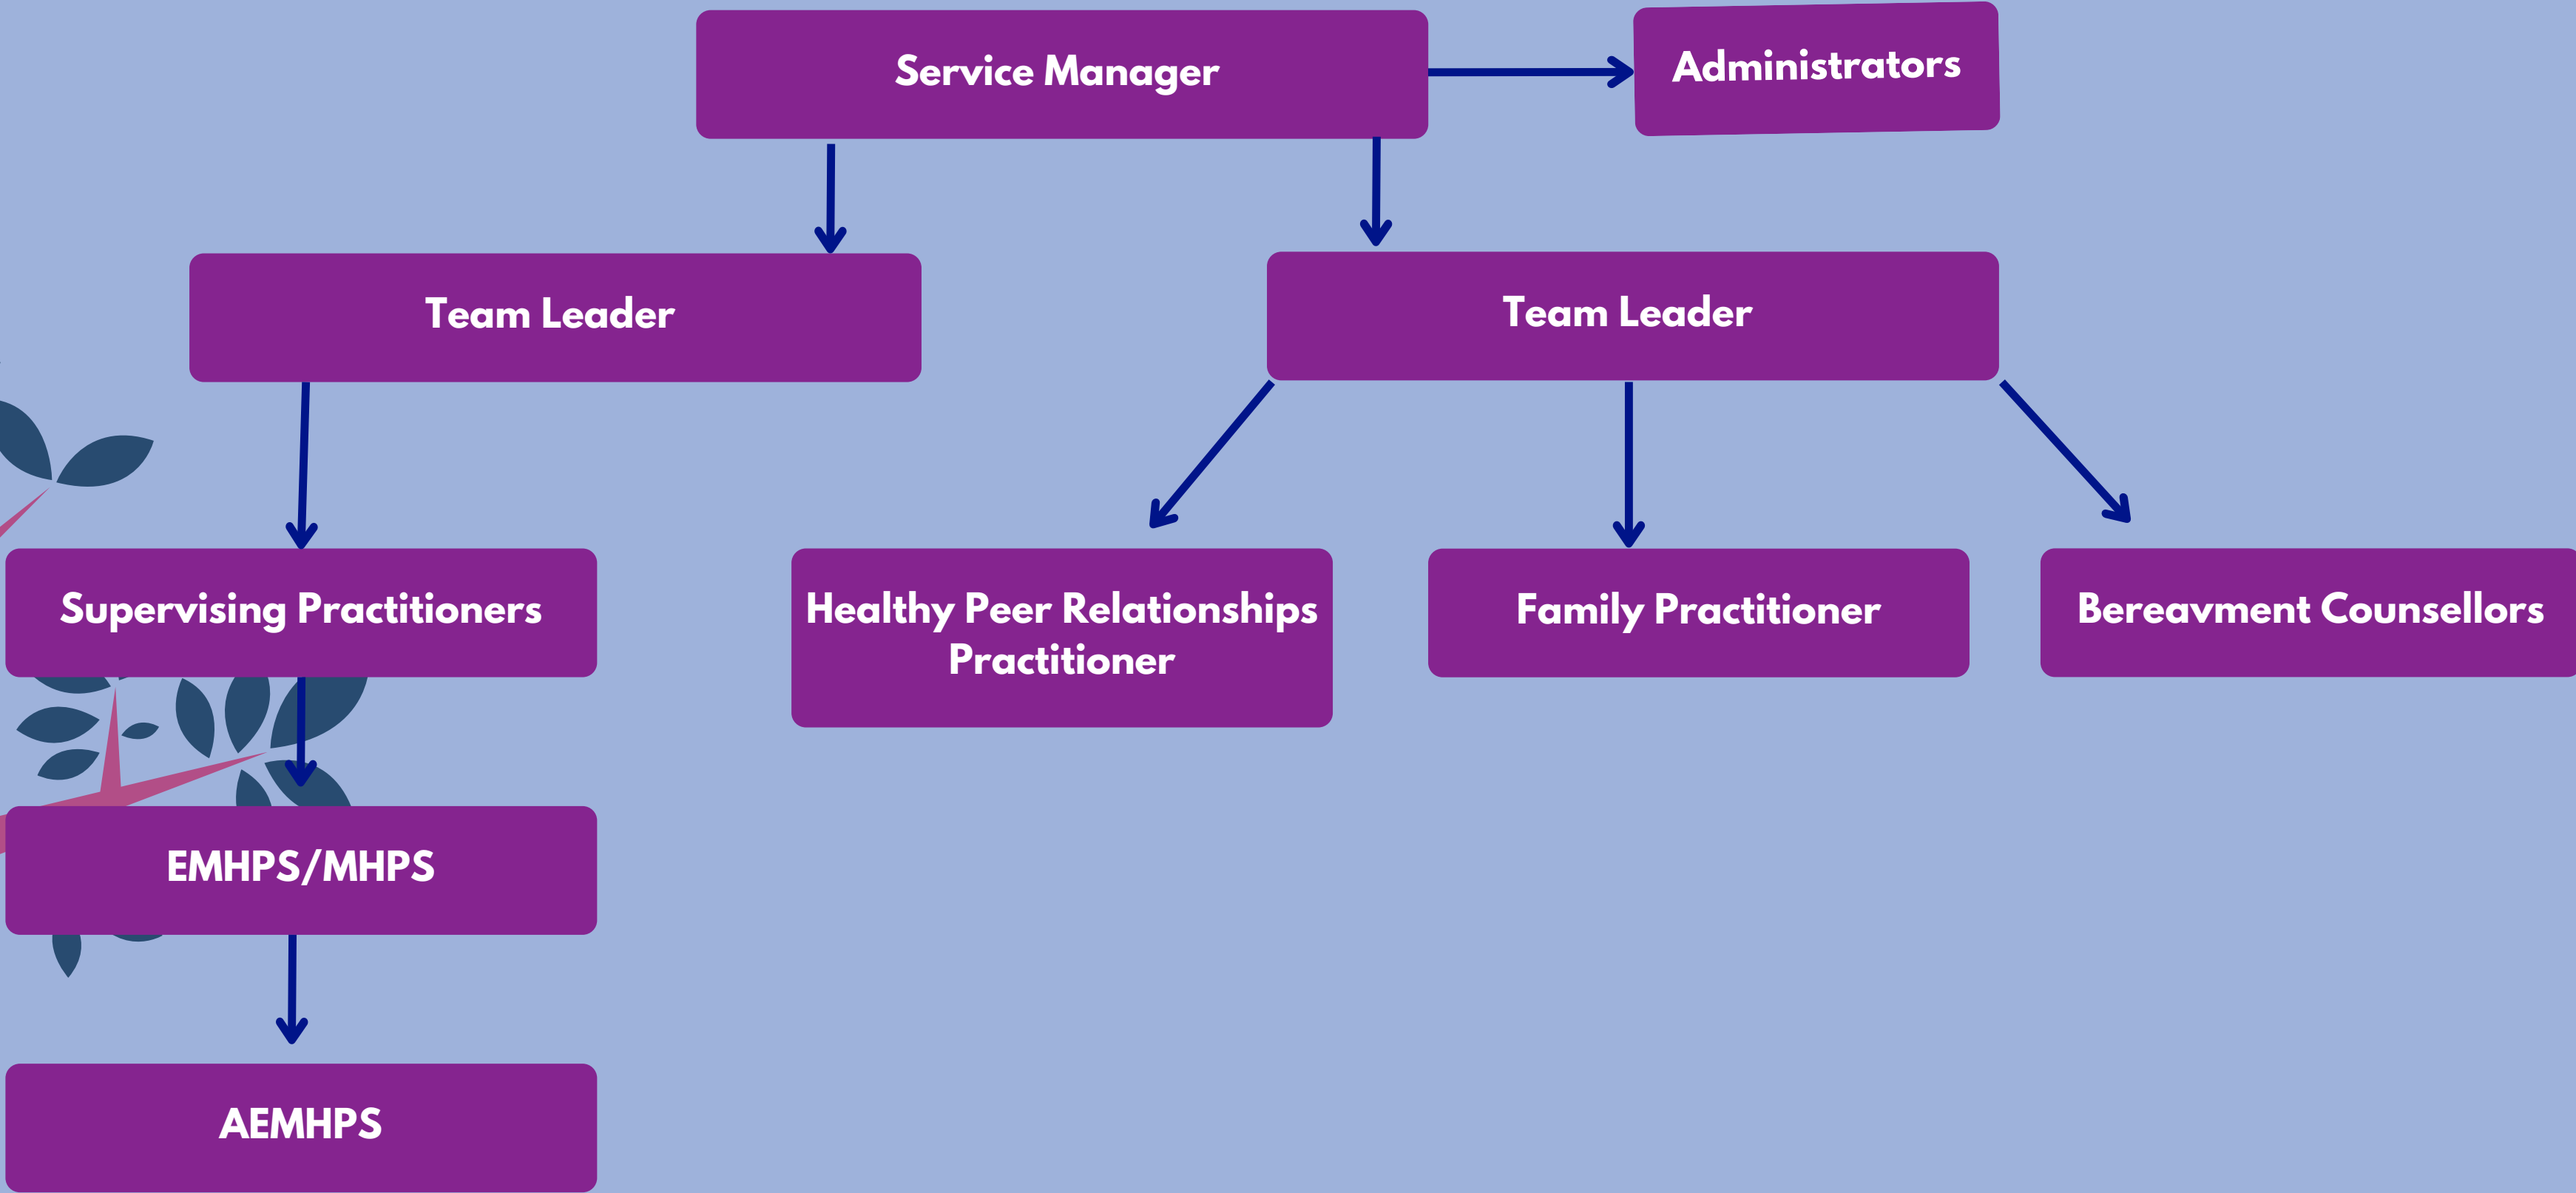 Service Manager
Administrators
Team Leader
Team Leader
Supervising Practitioners
Healthy Peer Relationships
Practitioner
Family Practitioner
Bereavment Counsellors
EMHPS/MHPS
AEMHPS